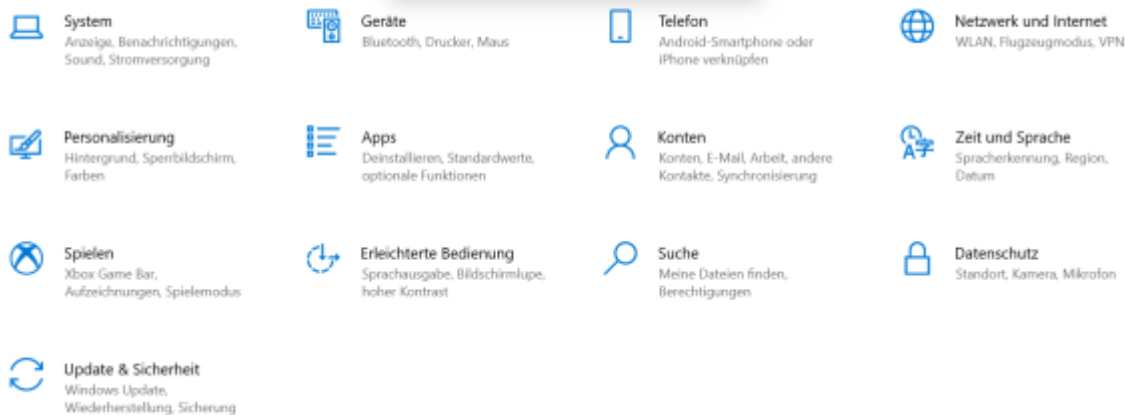 System
Anzeige, Benachrichtigungen,
Sound, Stromversorgung
Geräte
Bluetooth, Drucker, Maus
Telefon
Android-Smartphone oder
iPhone verknüpfen
Netzwerk und Internet
WLAN, Flugzeugmodus, VPN
Personalisierung
Hintergrund, Sperrbildschirm,
Farben
Apps
Deinstallieren, Standardwerte,
optionale Funktionen
Konten
Konten, E-Mail, Arbeit, andere
Kontakte, Synchronisierung
Zeit und Sprache
Spracherkennung, Region,
Datum
Spielen
Xbox Game Bar,
Aufzeichnungen, Spielemodus
Erleichterte Bedienung
Sprachausgabe, Bildschirmlupe,
hoher Kontrast
Suche
Meine Dateien finden,
Berechtigungen
Datenschutz
Standort, Kamera, Mikrofon
Update & Sicherheit
Windows Update,
Wiederherstellung, Sicherung